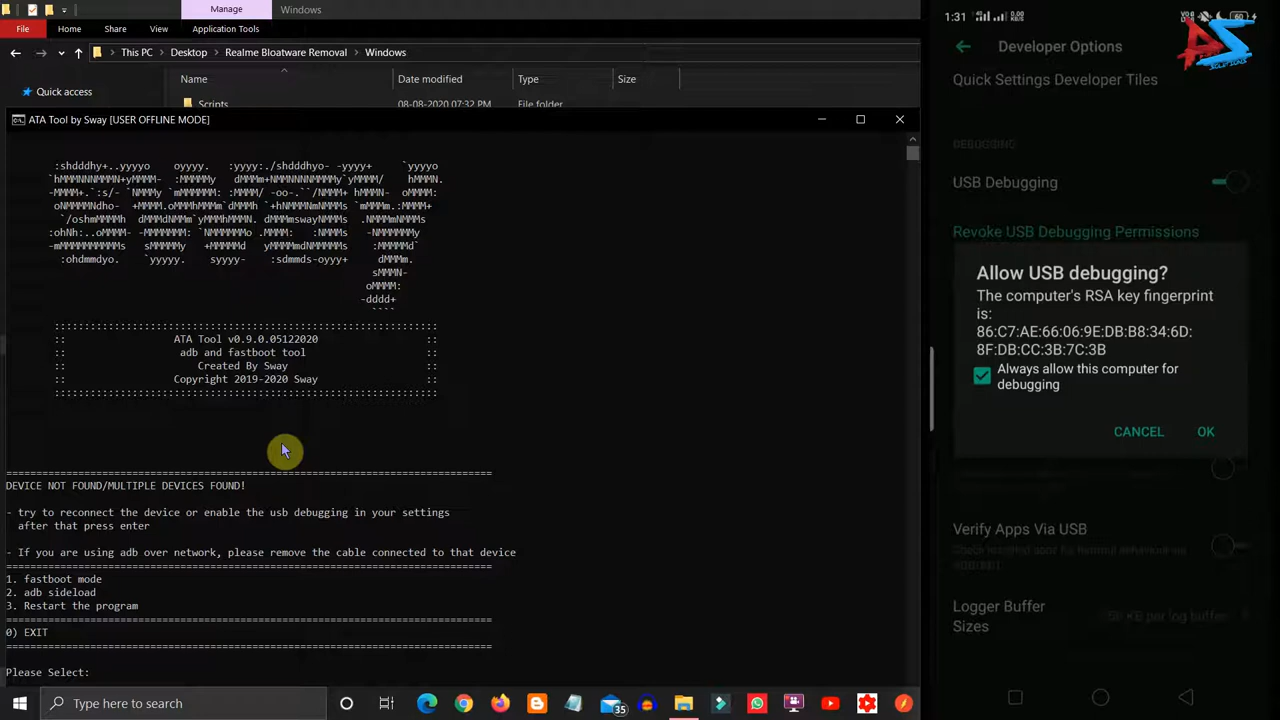 Manage
Windows
File
Home
Share
View
Application Tools
This PC
Desktop
Realme Bloatware Removal
Windows
Name
Date modified
Type
Size
Quick access
Scripts
08-08-2020 07:32 PM
File folder
ATA Tool by Sway [USER OFFLINE MODE]
:: ATA Tool v0.9.0.05122020 ::
:: adb and fastboot tool ::
:: Created By Sway ::
:: Copyright 2019-2020 Sway ::
DEVICE NOT FOUND/MULTIPLE DEVICES FOUND!
- try to reconnect the device or enable the usb debugging in your settings
after that press enter
- If you are using adb over network, please remove the cable connected to that device
1. fastboot mode
2. adb sideload
3. Restart the program
0) EXIT
Please Select:
Type here to search
35
1:31
0.00
KB/s
60
Developer Options
Quick Settings Developer Tiles
DEBUGGING
USB Debugging
Revoke USB Debugging Permissions
Allow USB debugging?
The computer's RSA key fingerprint
is:
86:C7:AE:66:06:9E:DB:B8:34:6D:
8F:DB:CC:3B:7C:3B
Always allow this computer for
debugging
CANCEL
OK
Verify Apps Via USB
Logger Buffer
Sizes